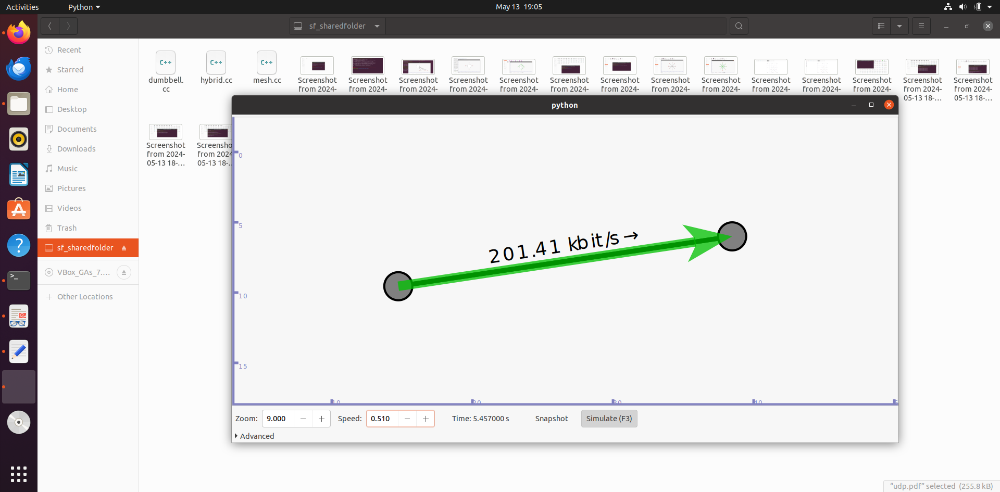 Activities
Python
May 13 19:05
sf_sharedfolder
Recent
Starred
Home
Desktop
Documents
Downloads
Music
Pictures
Videos
Trash
sf_sharedfolder
VBox_GAs_7....
Other Locations
C++
C++
C++
dumbbell.
cc
hybrid.cc
mesh.cc
Screenshot
from 2024-
Screenshot
from 2024-
Screenshot
from 2024-
Screenshot
from 2024-
Screenshot
from 2024-
Screenshot
from 2024-
Screenshot
from 2024-
Screenshot
from 2024-
Screenshot
from 2024-
Screenshot
from 2024-
Screenshot
from 2024-
Screenshot
from 2024-
Screenshot
from 2024-
05-13 18-...
Screenshot
from 2024-
05-13 18-...
Screenshot
from 2024-
05-13 18-...
Screensho
from 2024
05-13 18-..
python
0
5
10
15
201.41 kbit/s→
10
20
30
40
Zoom: 9.000 − +
Speed: 0.510 − +
Time: 5.457000 s
Snapshot
Simulate (F3)
Advanced
"udp.pdf" selected (255.8 kB)